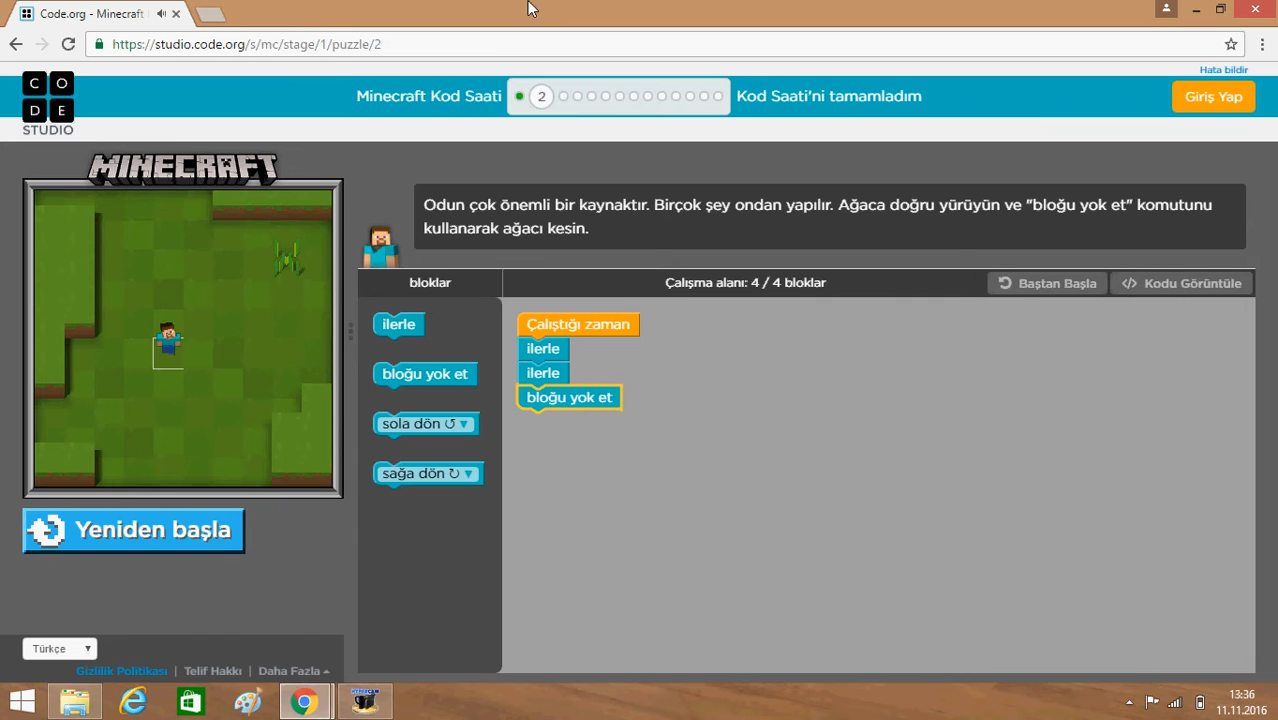 Code.org - Minecraft
https://studio.code.org/s/mc/stage/1/puzzle/2
Hata bildir
C O
D E
STUDIO
Minecraft Kod Saati
2
Kod Saati'ni tamamladım
Giriş Yap
MINECRAFT
Odun çok önemli bir kaynaktır. Birçok şey ondan yapılır. Ağaca doğru yürüyün ve "bloğu yok et" komutunu
kullanarak ağacı kesin.
bloklar
Çalışma alanı: 4 / 4 bloklar
Baştan Başla
Kodu Görüntüle
ilerle
bloğu yok et
sola dön
sağa dön
Çalıştığı zaman
ilerle
ilerle
bloğu yok et
Yeniden başla
Türkçe
Gizlilik Politikası | Telif Hakkı | Daha Fazla
HYPERCAM
13:36
11.11.2016